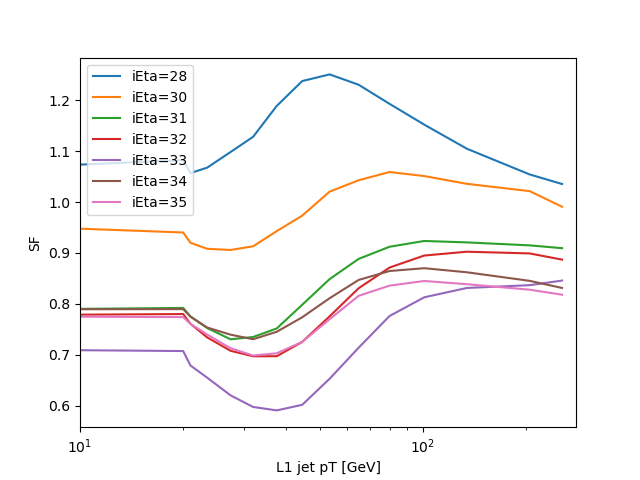 iEta=28
iEta=30
iEta=31
iEta=32
iEta=33
iEta=34
iEta=35
1.2
1.1
1.0
0.9
0.8
0.7
0.6
SF
10¹
10²
L1 jet pT [GeV]